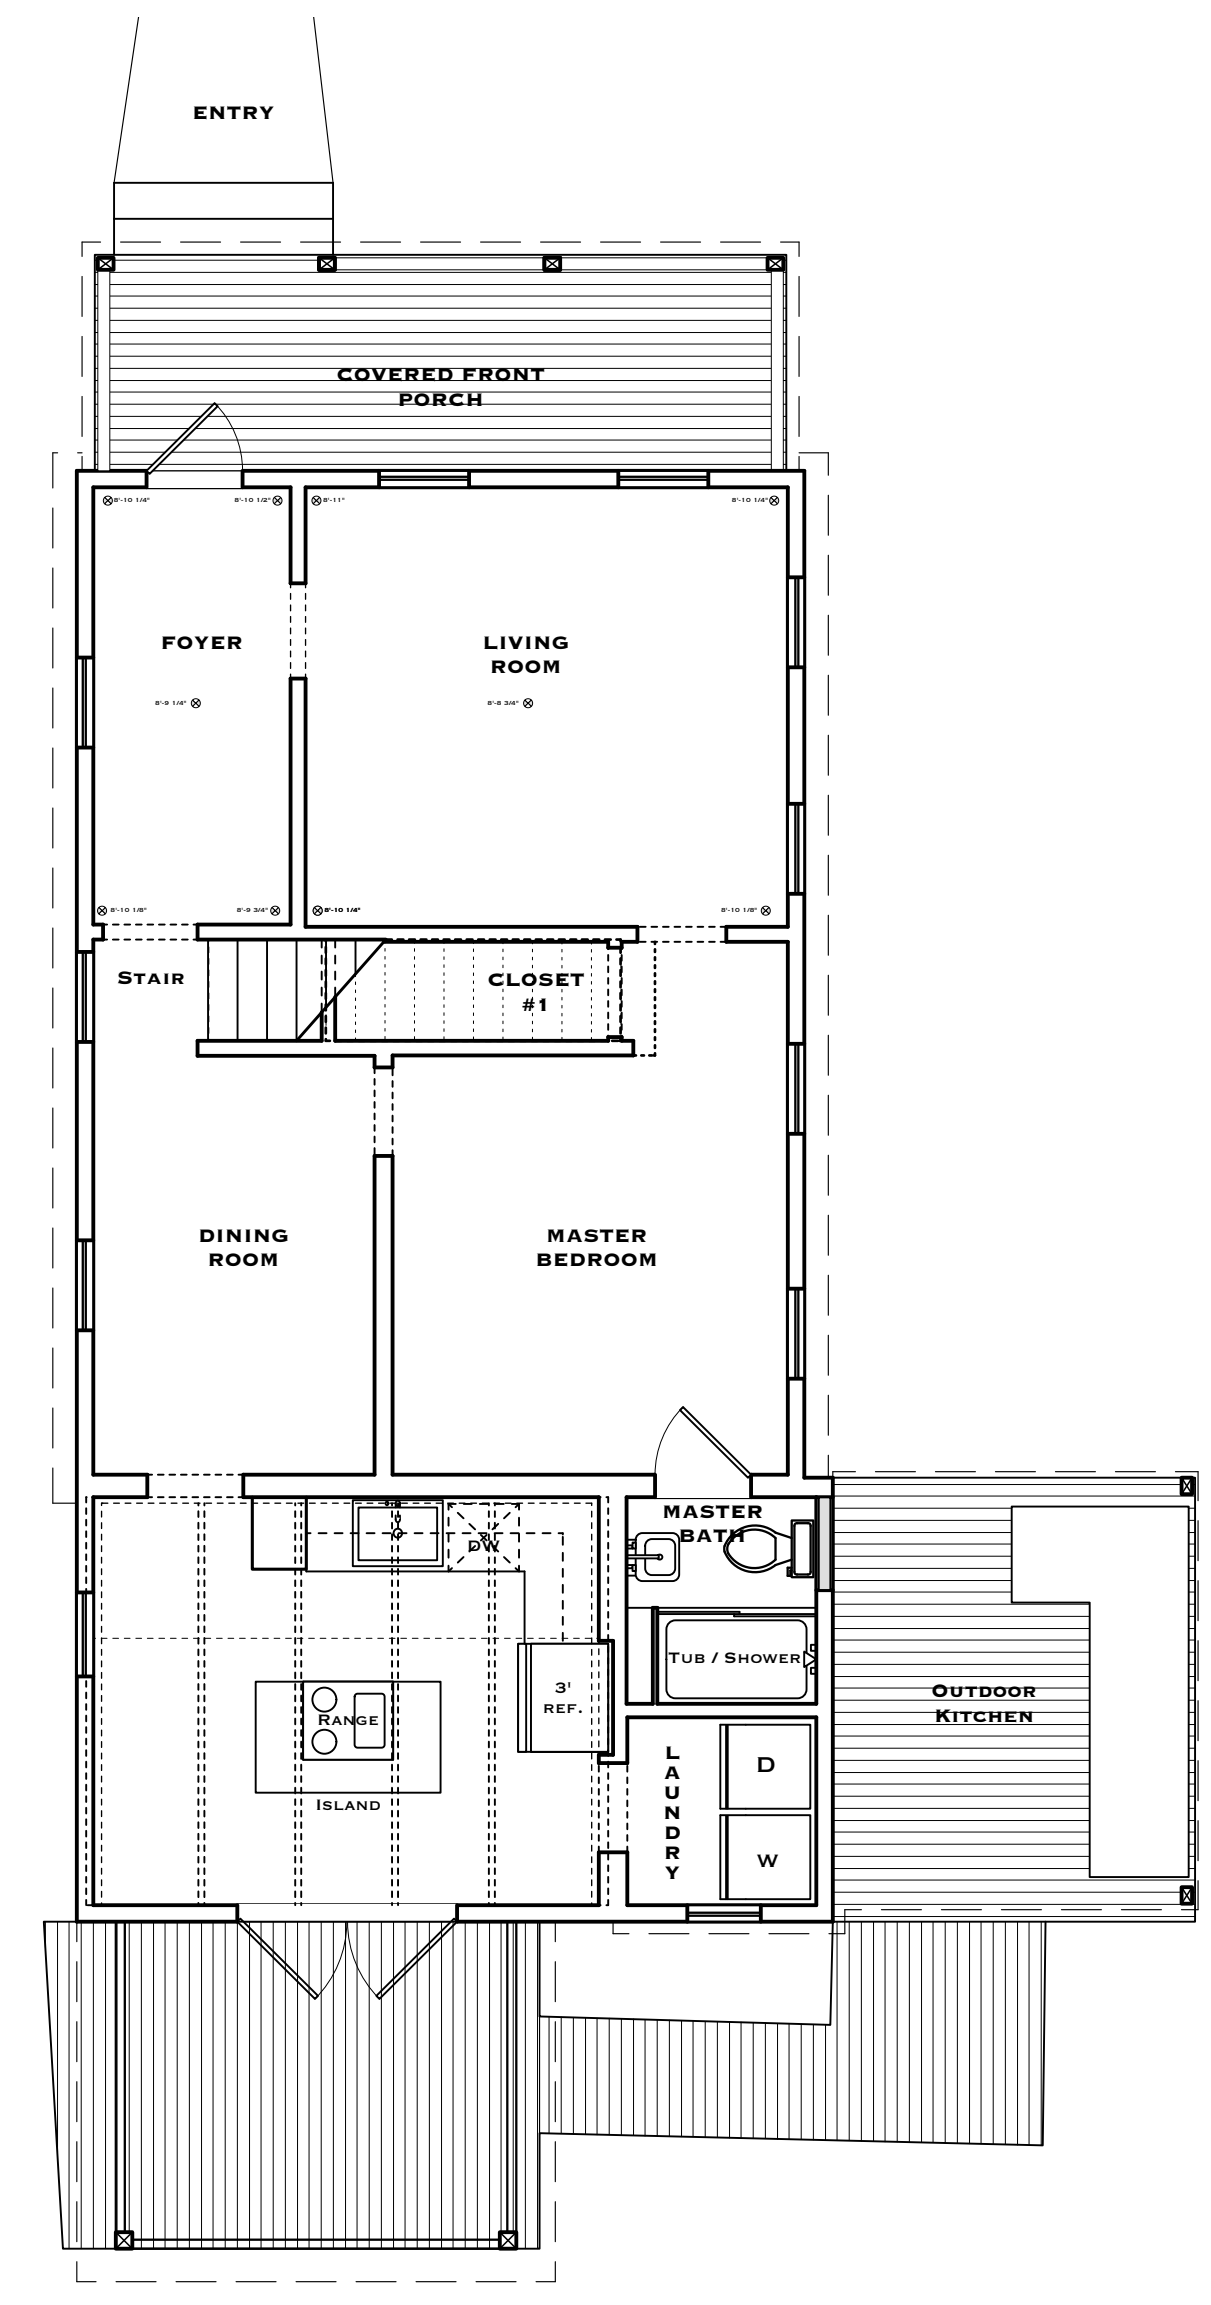 ENTRY
COVERED FRONT
PORCH
8'-10 1/4"
8'-10 1/2"
8'-11"
8'-10 1/4"
FOYER
LIVING
ROOM
8'-9 1/4"
8'-8 3/4"
8'-10 1/8"
8'-9 3/4"
8'-10 1/4"
8'-10 1/8"
STAIR
CLOSET
#1
DINING
ROOM
MASTER
BEDROOM
MASTER
BATH
DW
TUB / SHOWER
3'
REF.
RANGE
ISLAND
OUTDOOR
KITCHEN
LAUNDRY
D
W